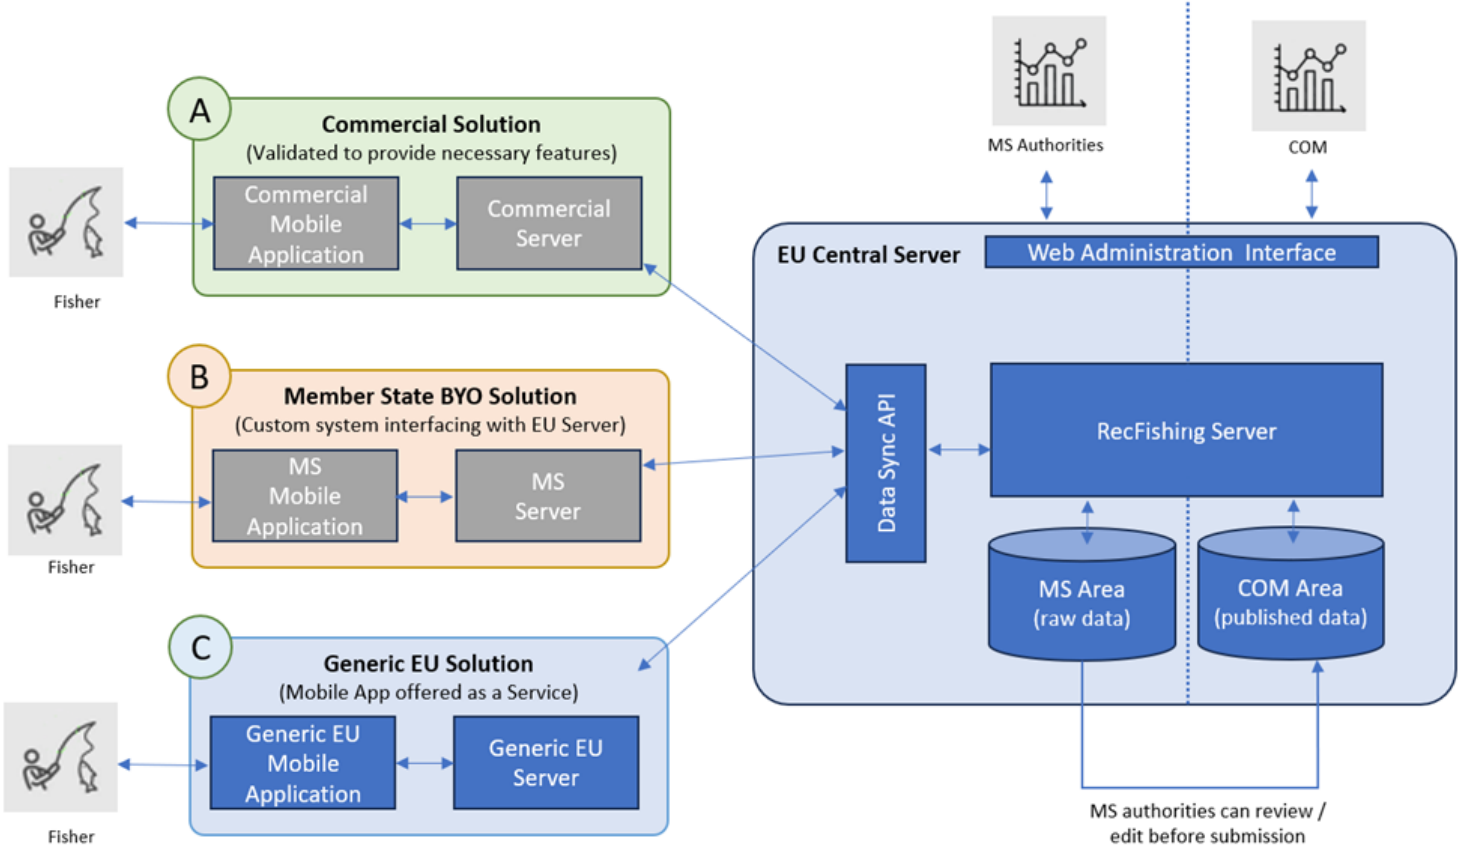 A
Commercial Solution
(Validated to provide necessary features)
Commercial
Mobile
Application
Commercial
Server
Fisher
B
Member State BYO Solution
(Custom system interfacing with EU Server)
MS
Mobile
Application
MS
Server
Fisher
C
Generic EU Solution
(Mobile App offered as a Service)
Generic EU
Mobile
Application
Generic EU
Server
Fisher
MS Authorities
COM
EU Central Server
Web Administration Interface
Data Sync API
RecFishing Server
MS Area
(raw data)
COM Area
(published data)
MS authorities can review /
edit before submission